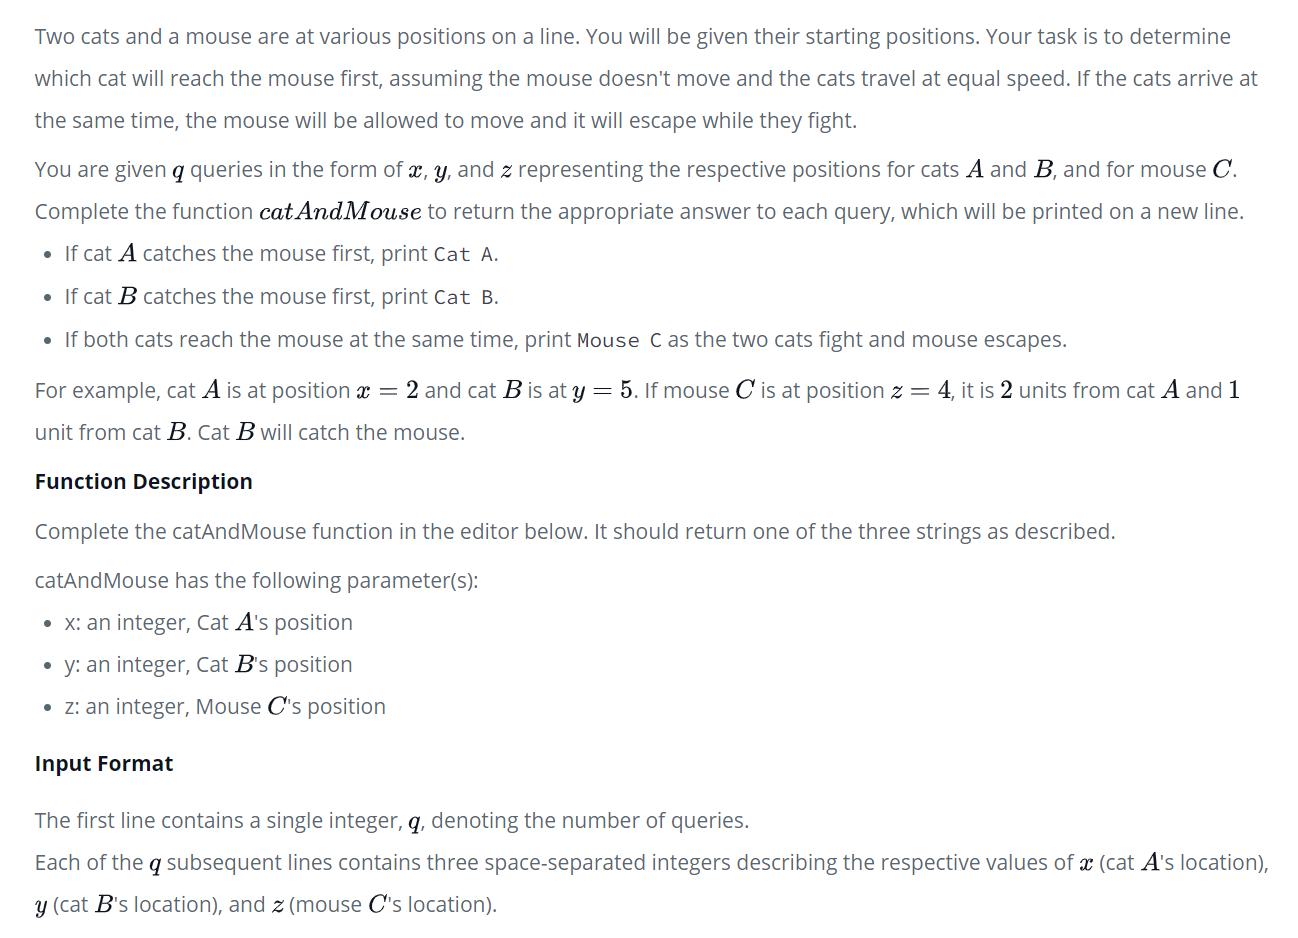 Two cats and a mouse are at various positions on a line. You will be given their starting positions. Your task is to determine
which cat will reach the mouse first, assuming the mouse doesn't move and the cats travel at equal speed. If the cats arrive at
the same time, the mouse will be allowed to move and it will escape while they fight.
You are given q queries in the form of x, y, and z representing the respective positions for cats A and B, and for mouse C.
Complete the function catAndMouse to return the appropriate answer to each query, which will be printed on a new line.
• If cat A catches the mouse first, print Cat A.
• If cat B catches the mouse first, print Cat B.
• If both cats reach the mouse at the same time, print Mouse C as the two cats fight and mouse escapes.
For example, cat A is at position x = 2 and cat B is at y = 5. If mouse C is at position z = 4, it is 2 units from cat A and 1
unit from cat B. Cat B will catch the mouse.
Function Description
Complete the catAndMouse function in the editor below. It should return one of the three strings as described.
catAndMouse has the following parameter(s):
• x: an integer, Cat A's position
• y: an integer, Cat B's position
• z: an integer, Mouse C's position
Input Format
The first line contains a single integer, q, denoting the number of queries.
Each of the q subsequent lines contains three space-separated integers describing the respective values of x (cat A's location),
y (cat B's location), and z (mouse C's location).